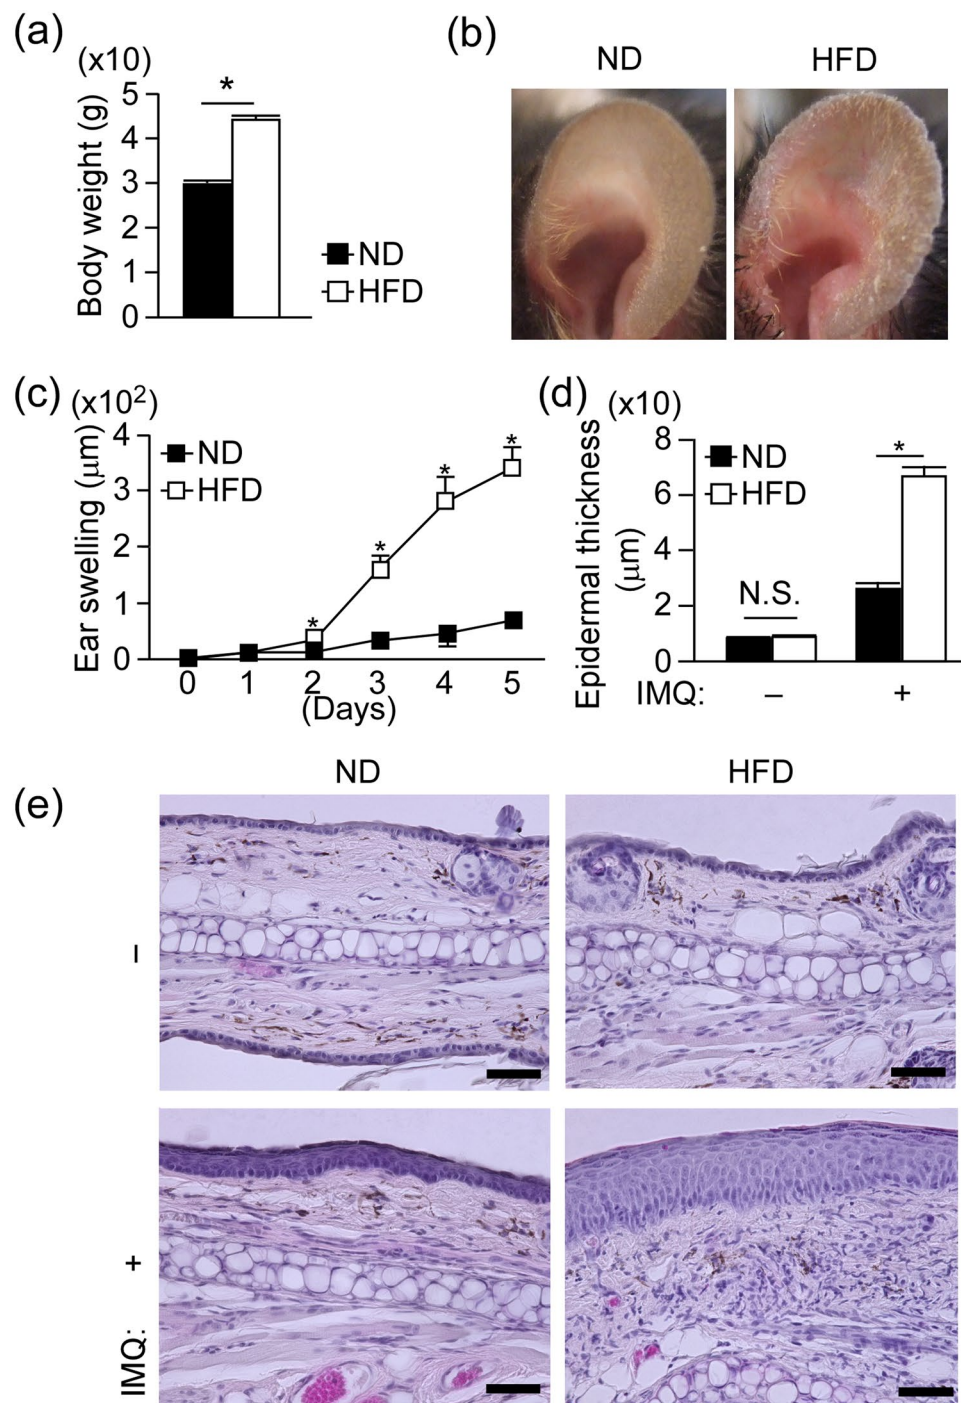 (a)
(x10)
Body weight (g)
5
4
3
2
1
0
*
ND
HFD
(b)
ND
HFD
(c)
(x10²)
Ear swelling (μm)
4
3
2
1
0
ND
HFD
*
*
*
*
0 1 2 3 4 5
(Days)
(d)
(x10)
Epidermal thickness
(μm)
8
6
4
2
0
ND
HFD
*
N.S.
IMQ: – +
(e)
ND
HFD
–
IMQ: +